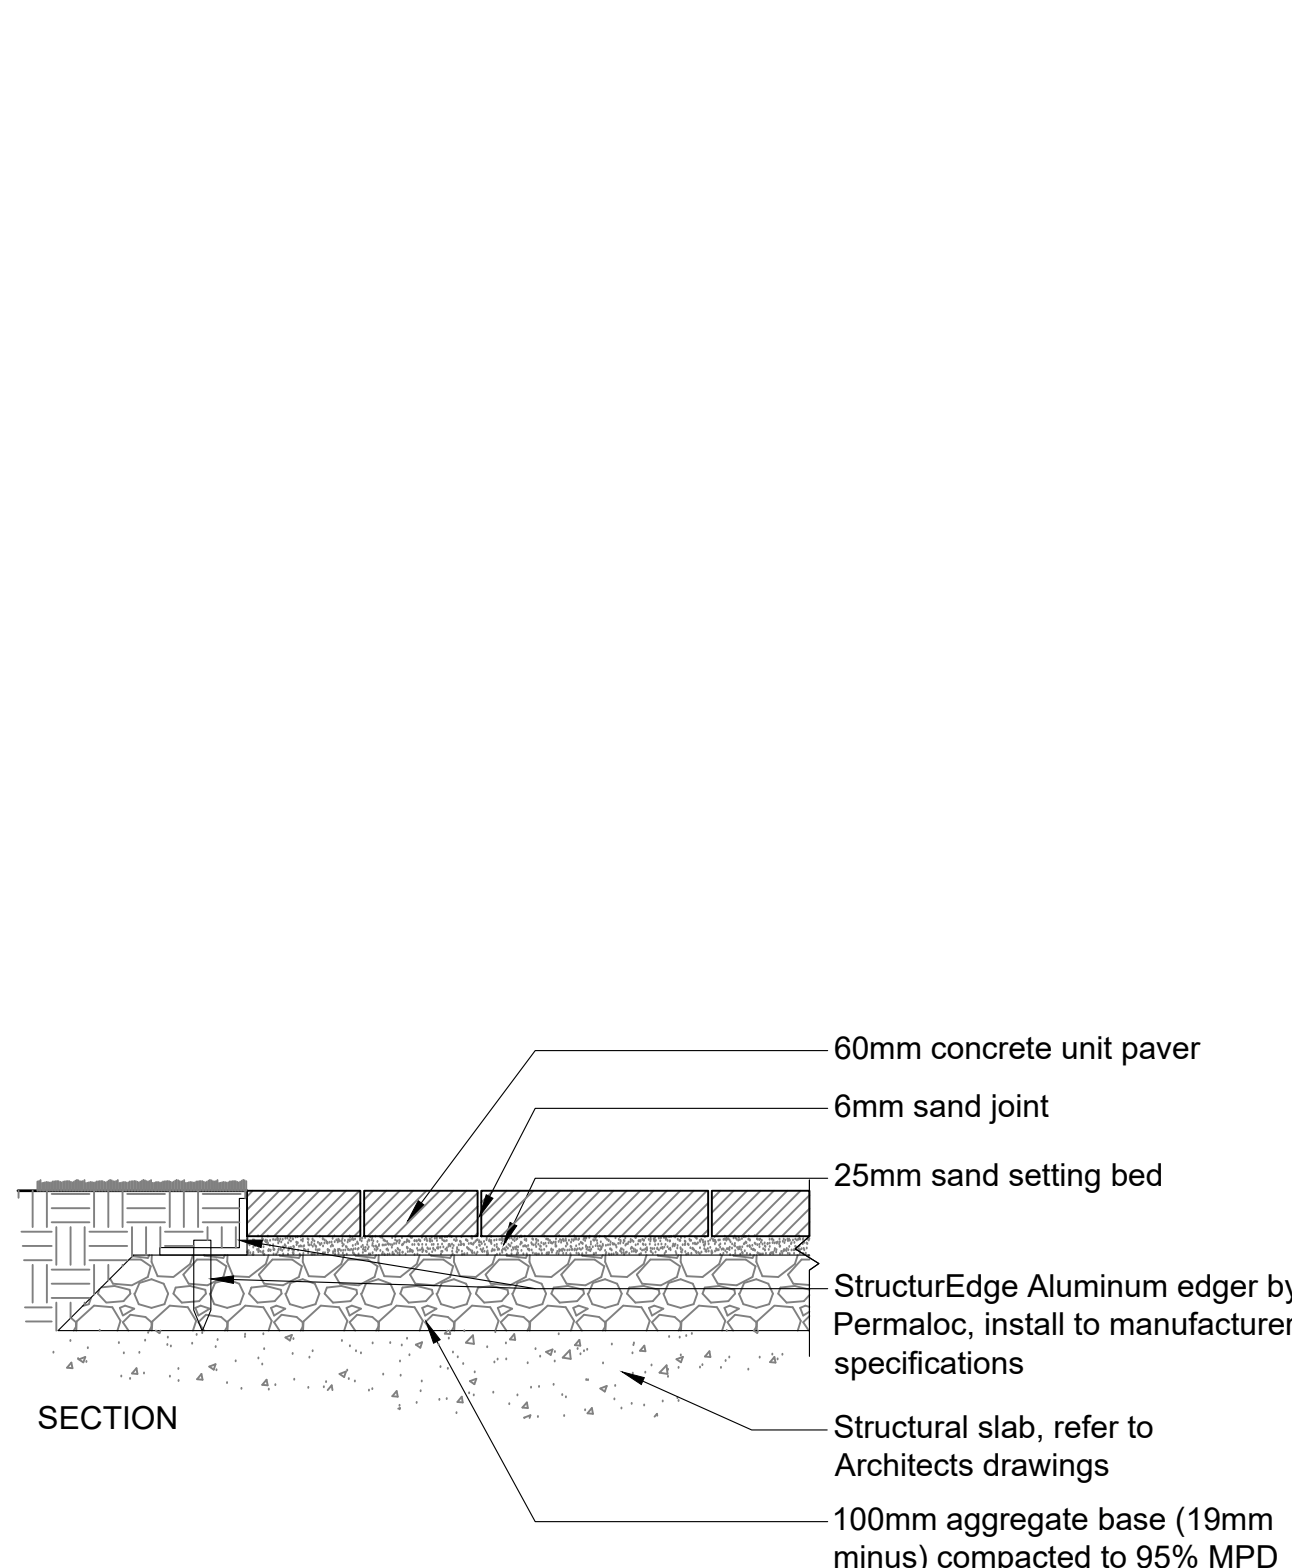 60mm concrete unit paver
6mm sand joint
25mm sand setting bed
StructurEdge Aluminum edger by
Permaloc, install to manufacturer
specifications
SECTION
Structural slab, refer to
Architects drawings
100mm aggregate base (19mm
minus) compacted to 95% MPD